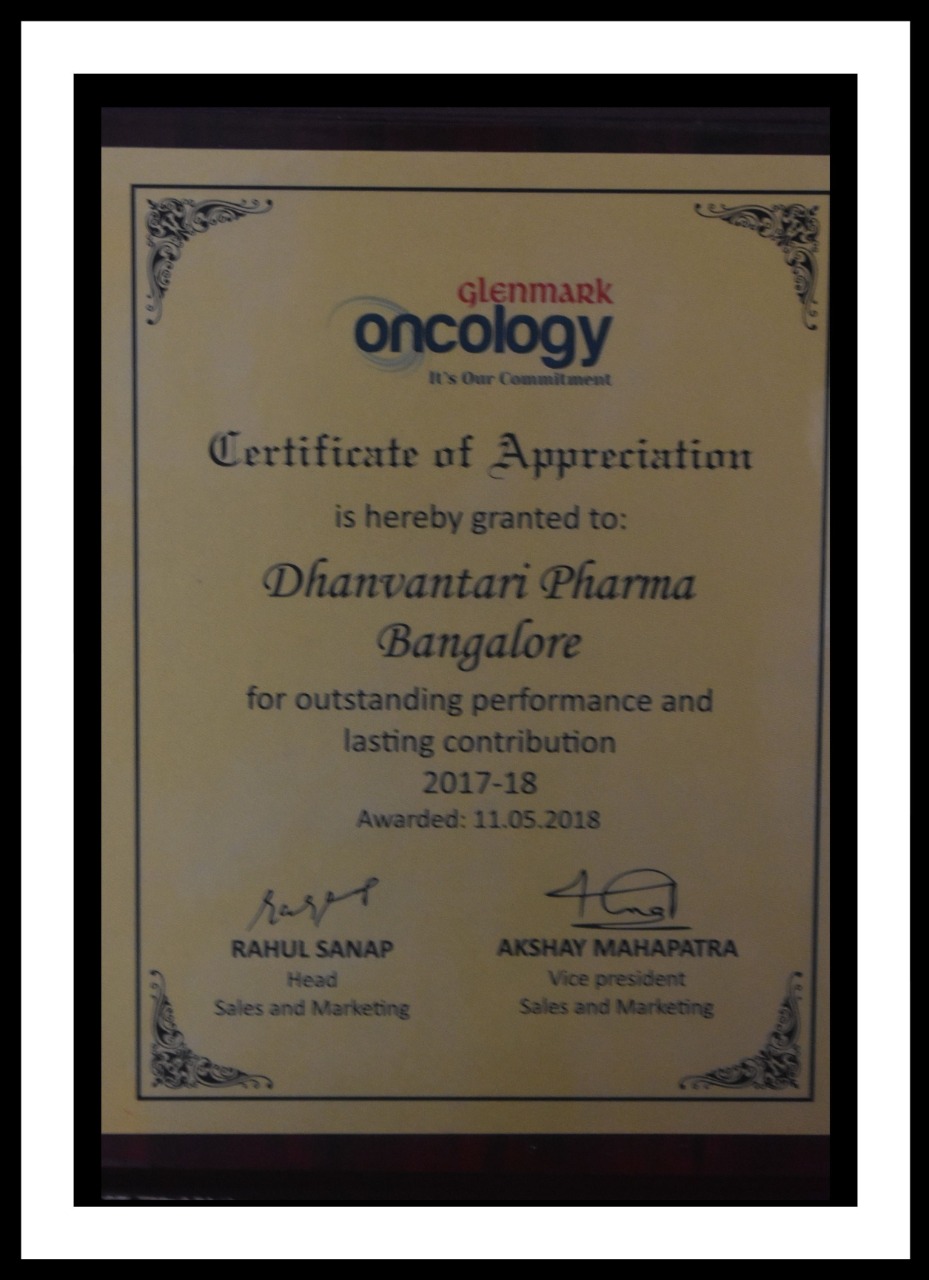 Glenmark
oncology
It's Our Commitment
Certificate of Appreciation
is hereby granted to:
Dhanvantari Pharma
Bangalore
for outstanding performance and
lasting contribution
2017-18
Awarded: 11.05.2018
RAHUL SANAP
Head
Sales and Marketing
AKSHAY MAHAPATRA
Vice president
Sales and Marketing